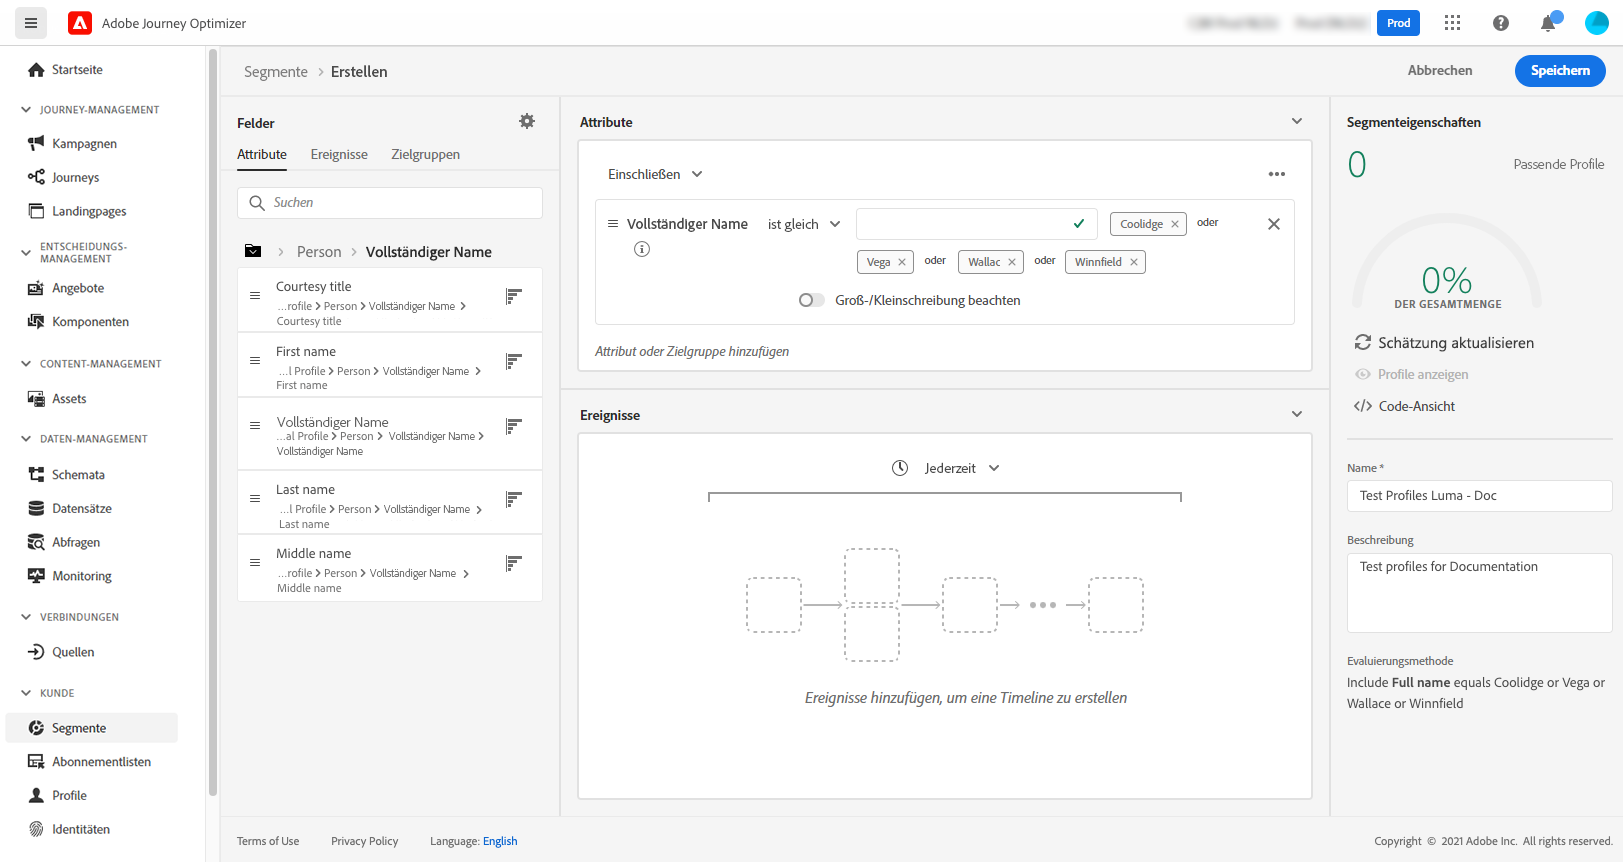 Adobe Journey Optimizer
Prod
Startseite
JOURNEY-MANAGEMENT
Kampagnen
Journeys
Landingpages
ENTSCHEIDUNGS-
MANAGEMENT
Angebote
Komponenten
CONTENT-MANAGEMENT
Assets
DATEN-MANAGEMENT
Schemata
Datensätze
Abfragen
Monitoring
VERBINDUNGEN
Quellen
KUNDE
Segmente
Abonnementlisten
Profile
Identitäten
Segmente > Erstellen
Abbrechen
Speichern
Felder
Attribute Ereignisse Zielgruppen
Suchen
> Person > Vollständiger Name
Courtesy title
...rofile > Person > Vollständiger Name >
Courtesy title
First name
...l Profile > Person > Vollständiger Name >
First name
Vollständiger Name
...al Profile > Person > Vollständiger Name >
Vollständiger Name
Last name
...l Profile > Person > Vollständiger Name >
Last name
Middle name
...rofile > Person > Vollständiger Name >
Middle name
Attribute
Einschließen
Vollständiger Name ist gleich Coolidge × oder
Vega × oder Wallac × oder Winnfield ×
Groß-/Kleinschreibung beachten
Attribut oder Zielgruppe hinzufügen
Ereignisse
Jederzeit
Ereignisse hinzufügen, um eine Timeline zu erstellen
Segmenteigenschaften
0 Passende Profile
0%
DER GESAMTMENGE
Schätzung aktualisieren
Profile anzeigen
</> Code-Ansicht
Name *
Test Profiles Luma - Doc
Beschreibung
Test profiles for Documentation
Evaluierungsmethode
Include Full name equals Coolidge or Vega or
Wallace or Winnfield
Terms of Use Privacy Policy Language: English
Copyright © 2021 Adobe Inc. All rights reserved.